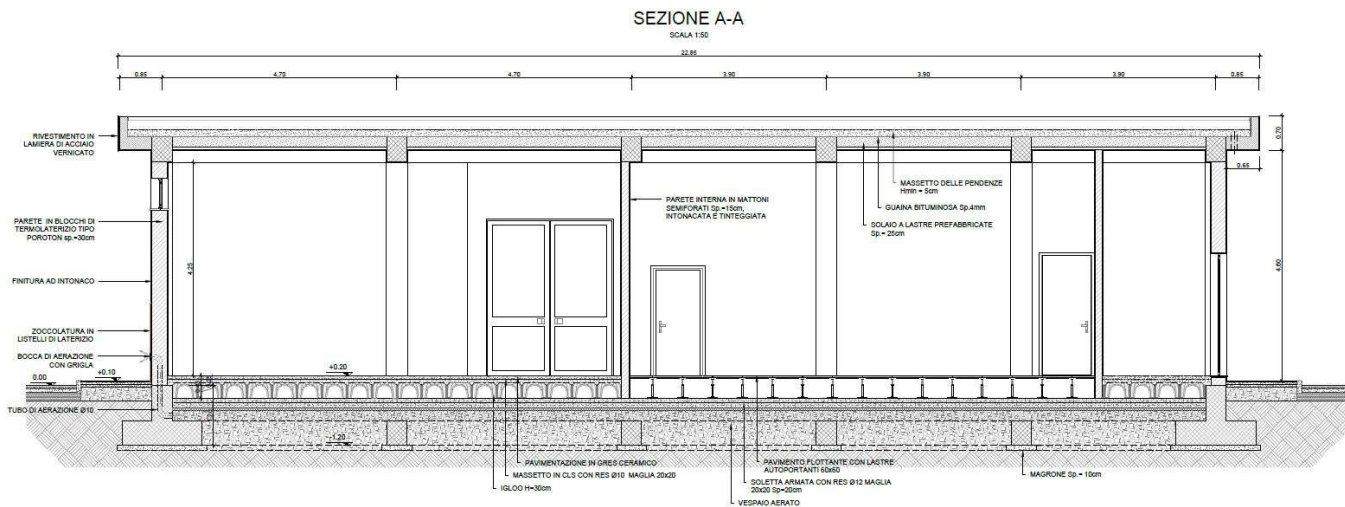 SEZIONE A-A
SCALA 1:50
22.85
0.85
4.70
4.70
3.90
3.90
3.90
0.85
RIVESTIMENTO IN
LAMIERA DI ACCIAIO
VERNICATO
0.70
0.65
MASSETTO DELLE PENDENZE
Hmin = 5cm
PARETE INTERNA IN MATTONI
SEMIFORATI Sp.=15cm,
INTONACATA E TINTEGGIATA
GUAINA BITUMINOSA Sp.4mm
SOLAIO A LASTRE PREFABBRICATE
Sp.= 25cm
PARETE IN BLOCCHI DI
TERMOLATERIZIO TIPO
POROTON sp.=30cm
4.25
4.60
FINITURA AD INTONACO
ZOCCOLATURA IN
LISTELLI DI LATERIZIO
BOCCA DI AERAZIONE
CON GRIGLA
0.00
+0.10
+0.20
TUBO DI AERAZIONE Ø10
-1.20
PAVIMENTAZIONE IN GRES CERAMICO
MASSETTO IN CLS CON RES Ø10 MAGLIA 20x20
IGLOO H=30cm
PAVIMENTO FLOTTANTE CON LASTRE
AUTOPORTANTI 60x60
SOLETTA ARMATA CON RES Ø12 MAGLIA
20x20 Sp=20cm
VESPAIO AERATO
MAGRONE Sp.= 10cm